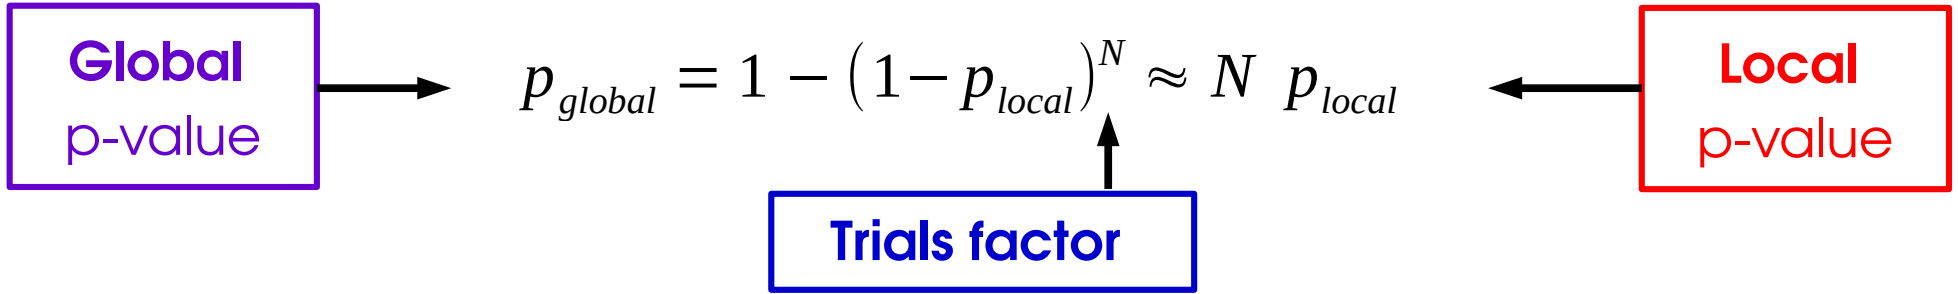 Global
p-value
p_global = 1 − (1− p_local)^N ≈ N p_local
Local
p-value
Trials factor